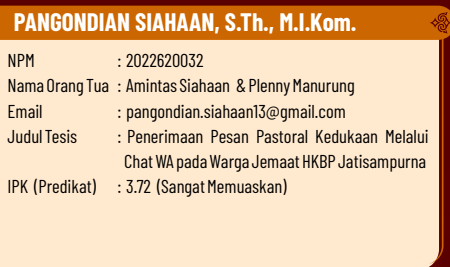 PANGONDIAN SIAHAAN, S.Th., M.I.Kom.
NPM : 2022620032
Nama Orang Tua : Amintas Siahaan & Plenny Manurung
Email : pangondian.siahaan13@gmail.com
Judul Tesis : Penerimaan Pesan Pastoral Kedukaan Melalui
Chat WA pada Warga Jemaat HKBP Jatisampurna
IPK (Predikat) : 3.72 (Sangat Memuaskan)